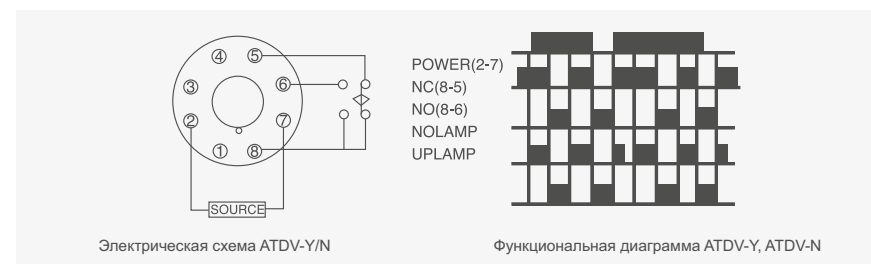 ④ ⑤
③ ⑥
② ⑦
① ⑧
SOURCE
Электрическая схема ATDV-Y/N
POWER(2-7)
NC(8-5)
NO(8-6)
NOLAMP
UPLAMP
Функциональная диаграмма ATDV-Y, ATDV-N